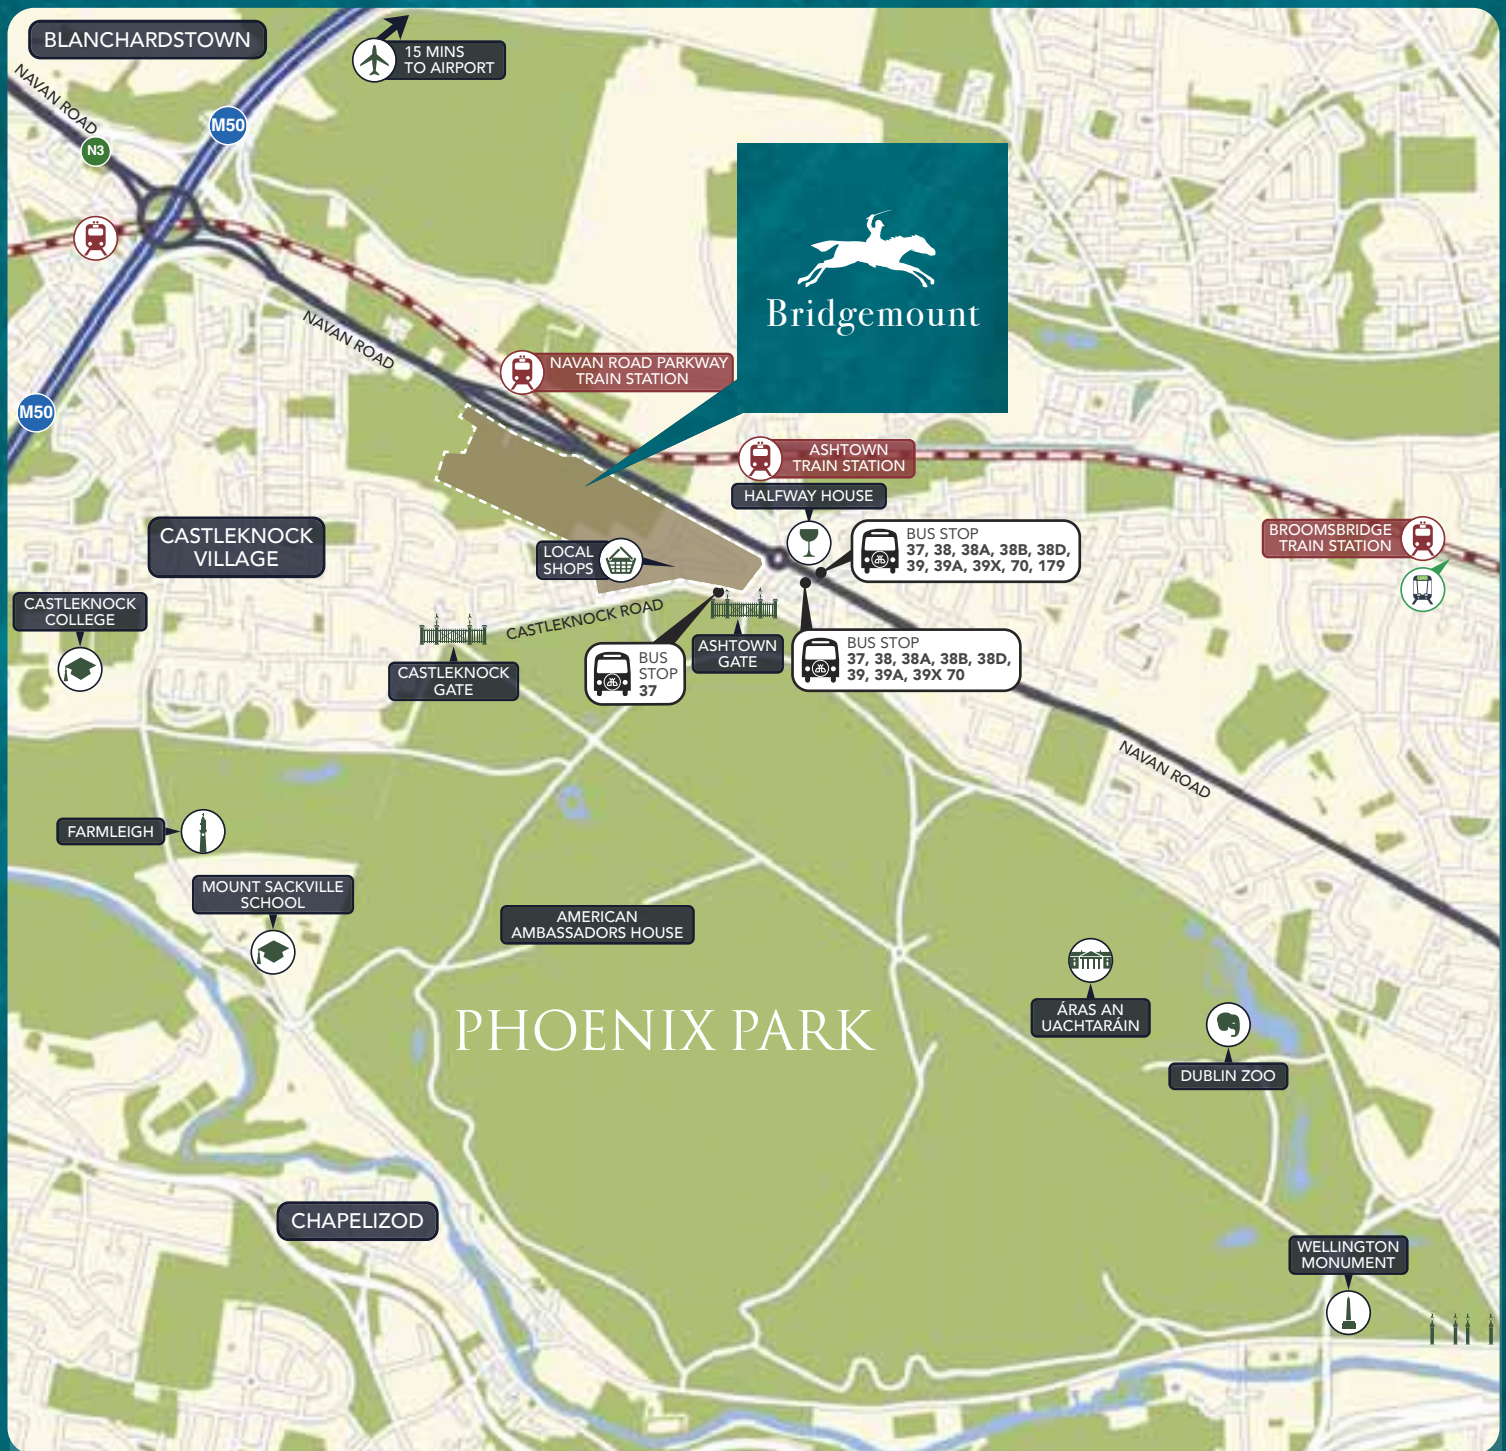 BLANCHARDSTOWN
15 MINS
TO AIRPORT
NAVAN ROAD
M50
N3
Bridgemount
NAVAN ROAD
NAVAN ROAD PARKWAY
TRAIN STATION
M50
ASHTOWN
TRAIN STATION
HALFWAY HOUSE
CASTLEKNOCK
VILLAGE
LOCAL
SHOPS
BUS STOP
37, 38, 38A, 38B, 38D,
39, 39A, 39X, 70, 179
BROOMSBRIDGE
TRAIN STATION
CASTLEKNOCK
COLLEGE
CASTLEKNOCK ROAD
CASTLEKNOCK
GATE
BUS
STOP
37
ASHTOWN
GATE
BUS STOP
37, 38, 38A, 38B, 38D,
39, 39A, 39X 70
NAVAN ROAD
FARMLEIGH
MOUNT SACKVILLE
SCHOOL
AMERICAN
AMBASSADORS HOUSE
PHOENIX PARK
ÁRAS AN
UACHTARÁIN
DUBLIN ZOO
CHAPELIZOD
WELLINGTON
MONUMENT